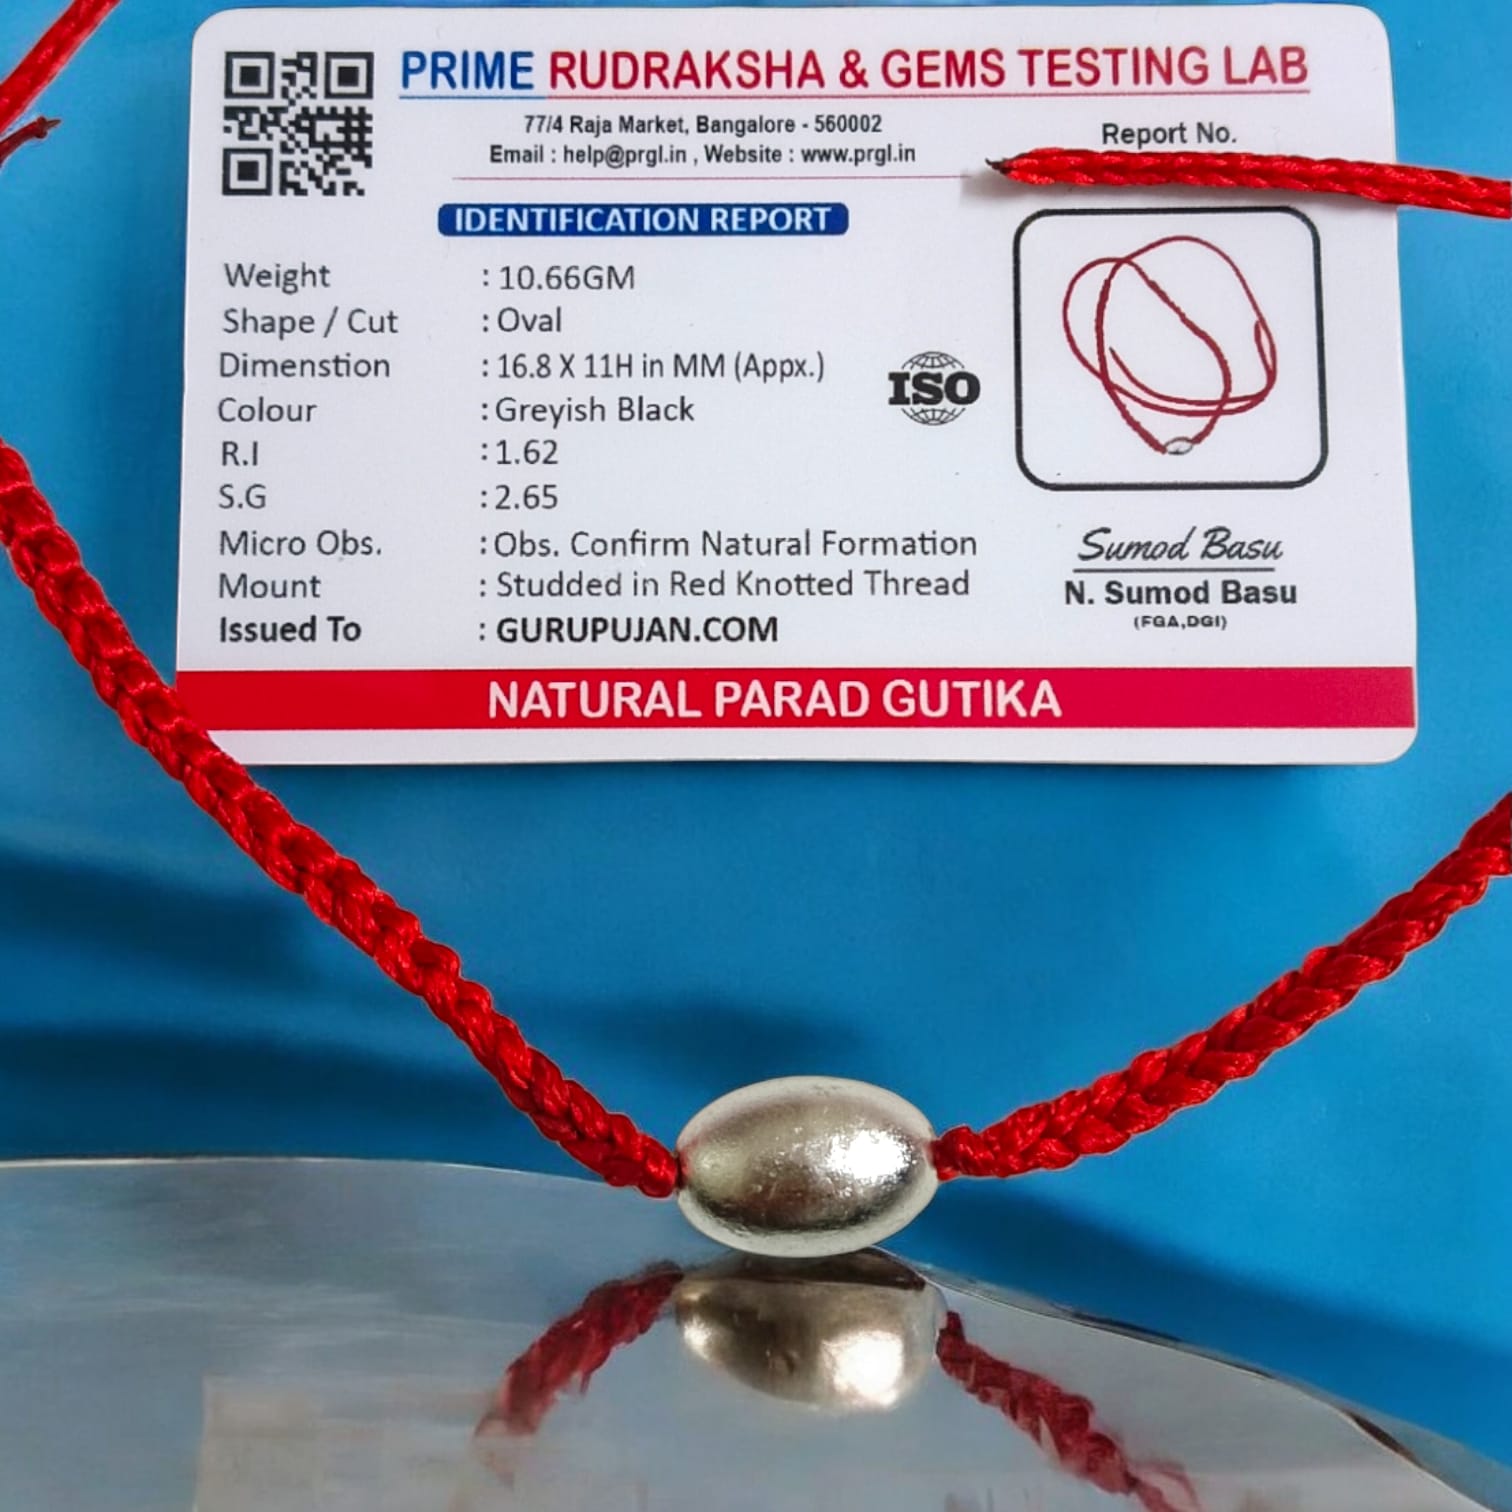 PRIME RUDRAKSHA & GEMS TESTING LAB
77/4 Raja Market, Bangalore - 560002
Email : help@prgl.in , Website : www.prgl.in
Report No.
IDENTIFICATION REPORT
Weight : 10.66GM
Shape / Cut : Oval
Dimenstion : 16.8 X 11H in MM (Appx.)
Colour : Greyish Black
R.I : 1.62
S.G : 2.65
Micro Obs. : Obs. Confirm Natural Formation
Mount : Studded in Red Knotted Thread
Issued To : GURUPUJAN.COM
ISO
Sumod Basu
N. Sumod Basu
(FGA,DGI)
NATURAL PARAD GUTIKA